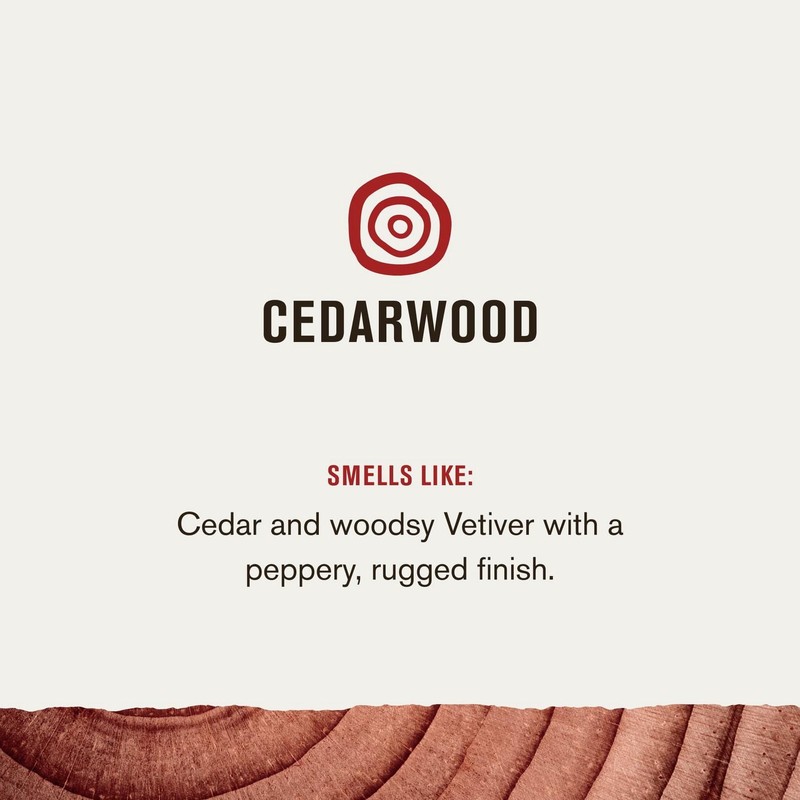 CEDARWOOD
SMELLS LIKE:
Cedar and woodsy Vetiver with a
peppery, rugged finish.